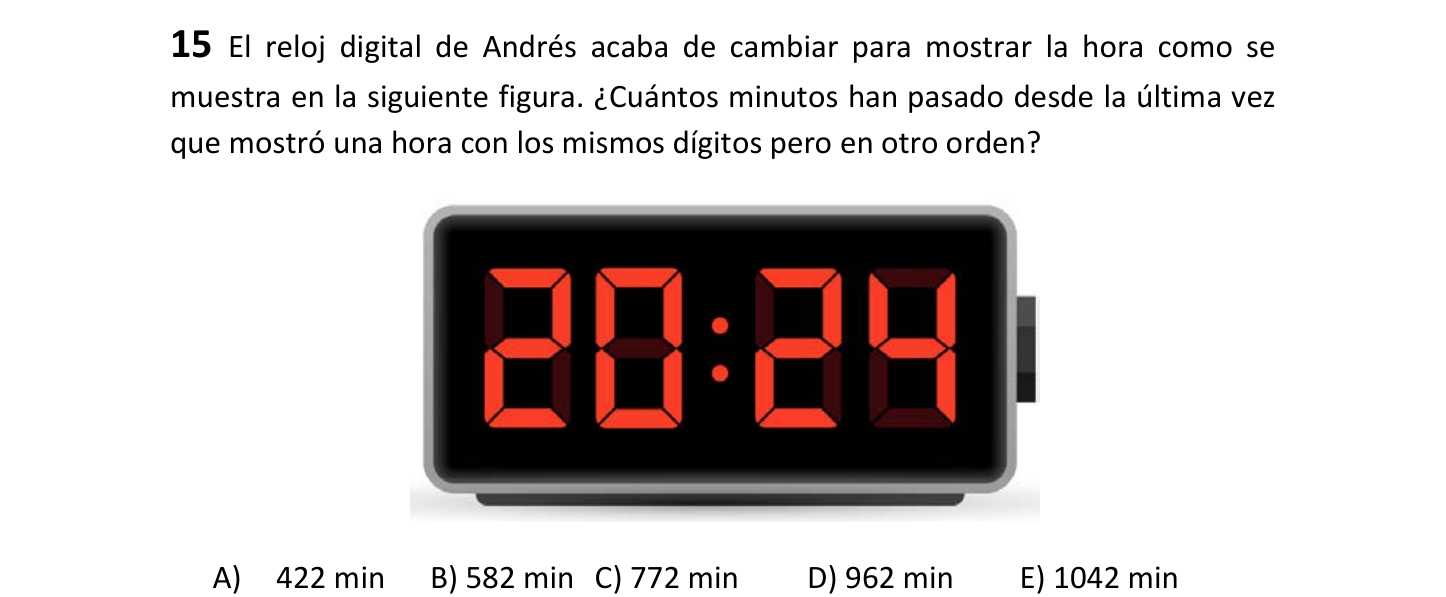 15 El reloj digital de Andrés acaba de cambiar para mostrar la hora como se
muestra en la siguiente figura. ¿Cuántos minutos han pasado desde la última vez
que mostró una hora con los mismos dígitos pero en otro orden?
20:24
A) 422 min B) 582 min C) 772 min D) 962 min E) 1042 min